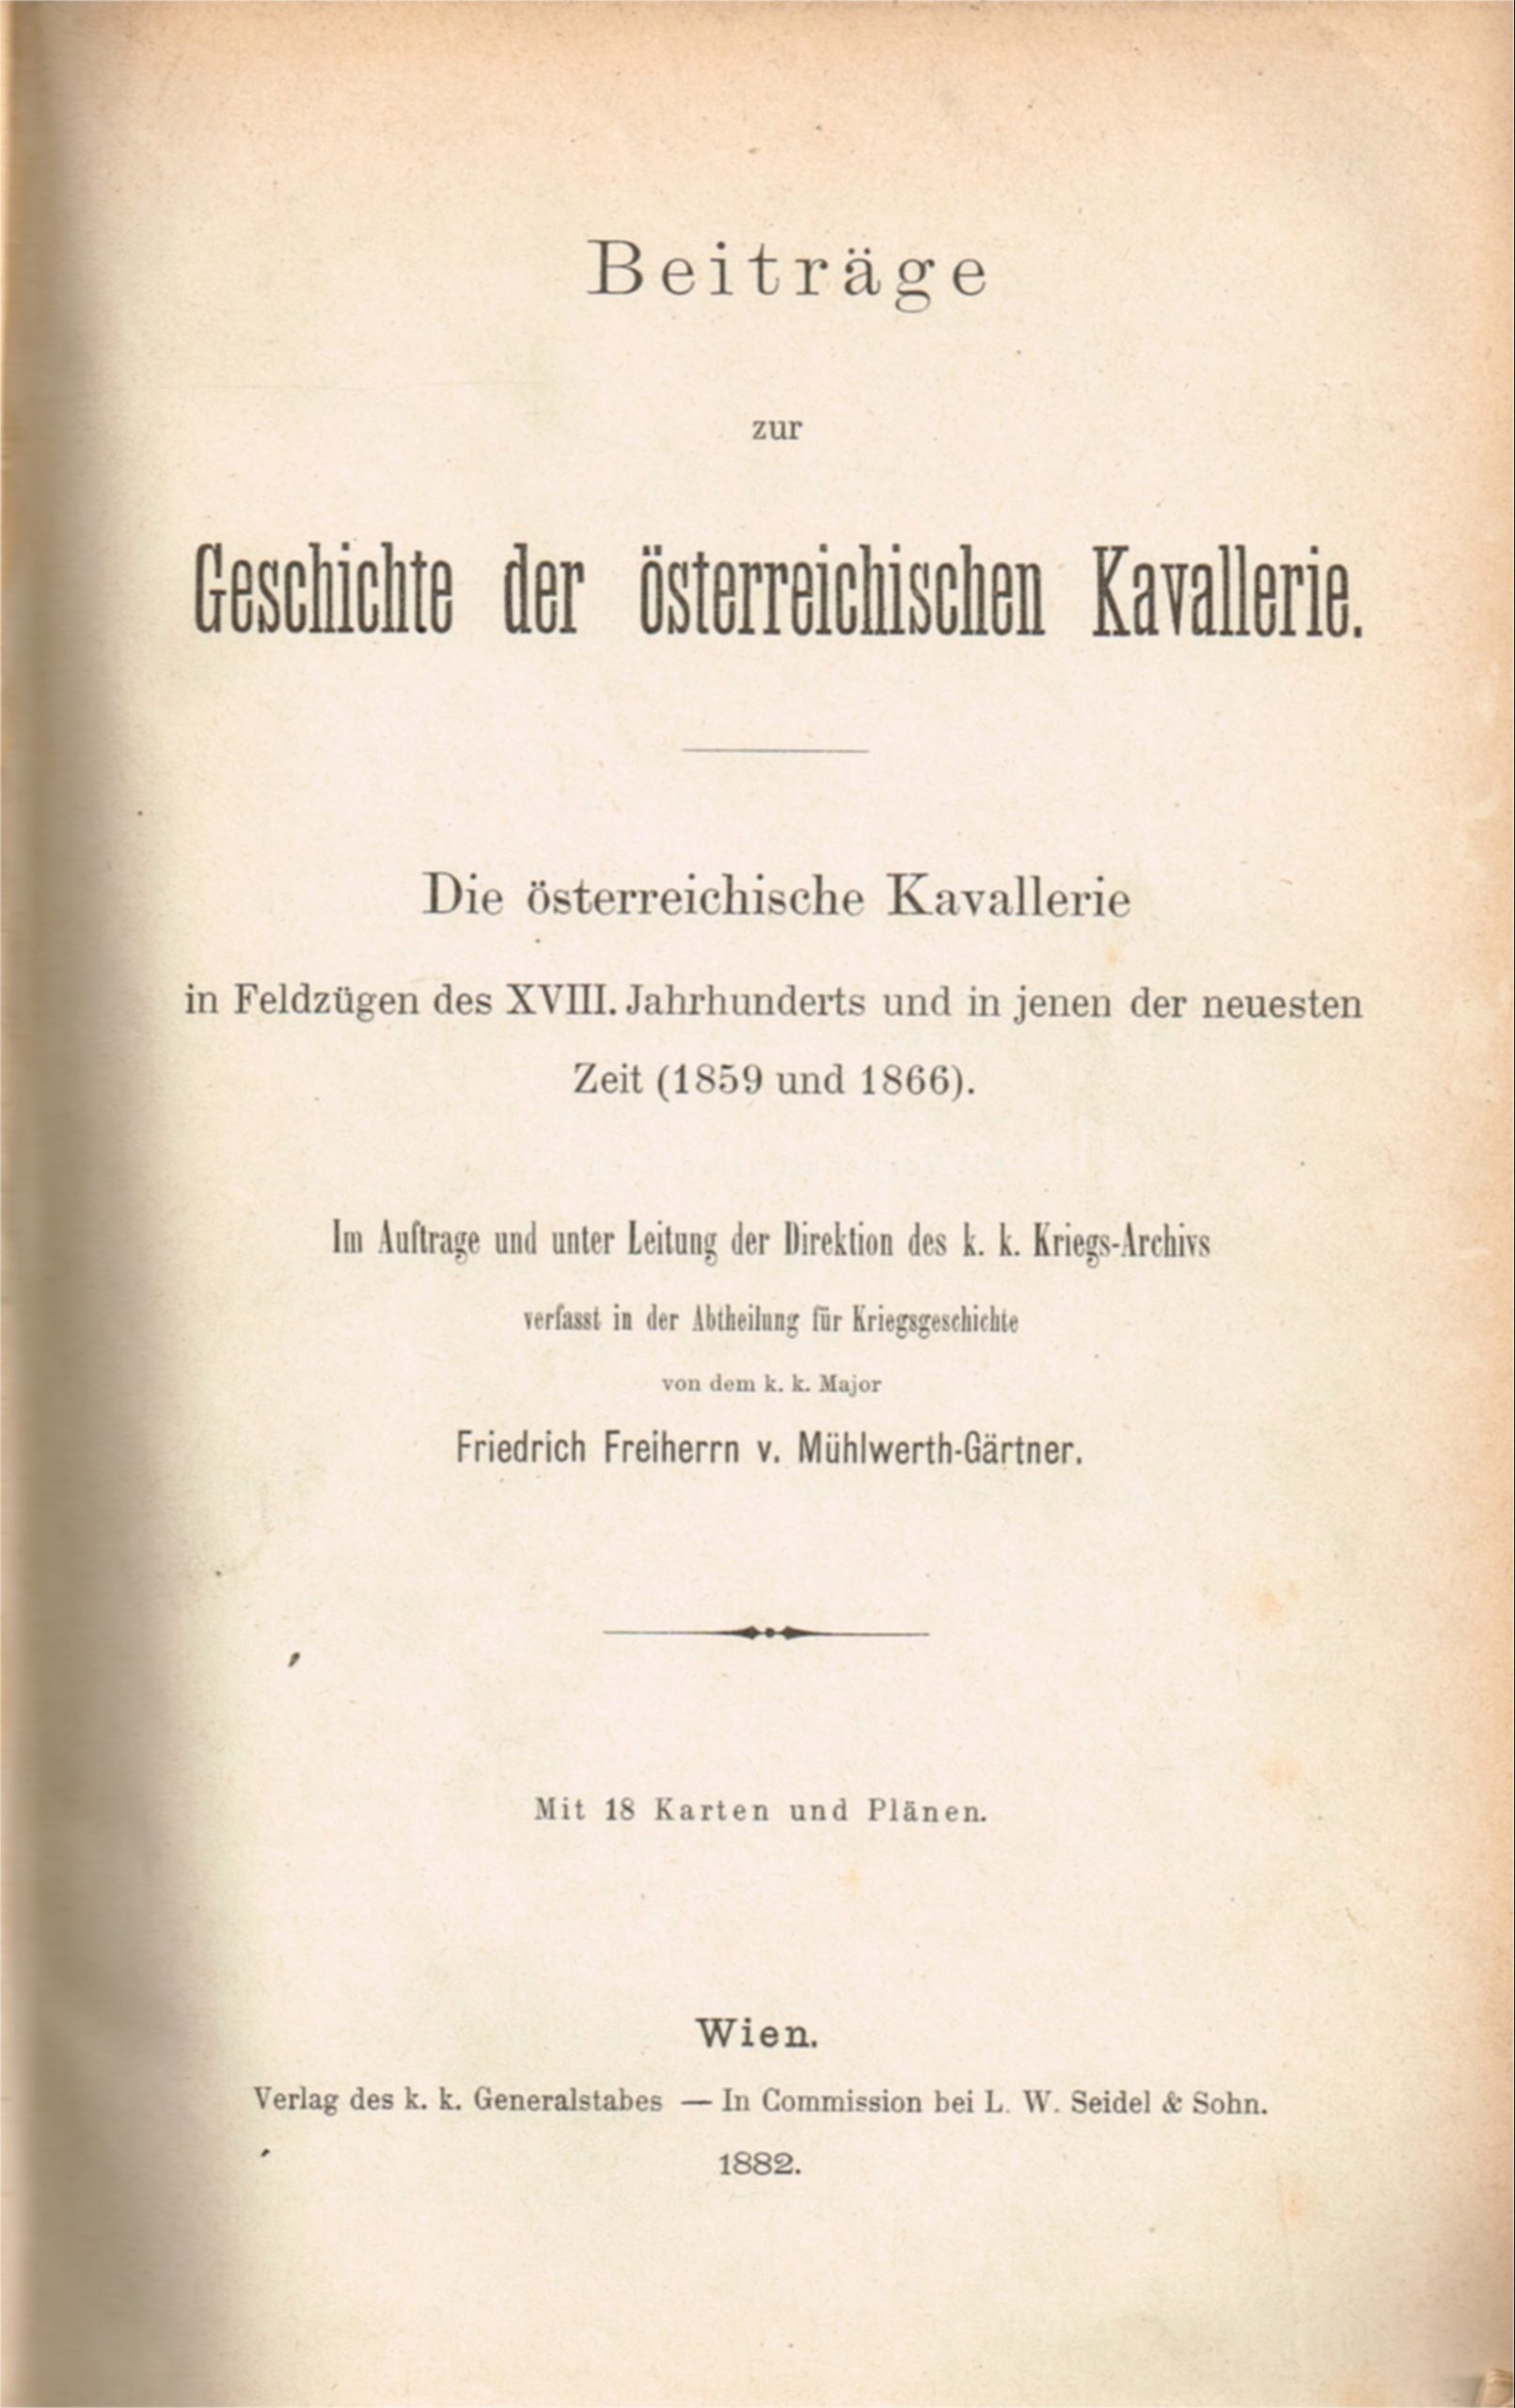 Beiträge
zur
Geschichte der österreichischen Kavallerie.
Die österreichische Kavallerie
in Feldzügen des XVIII. Jahrhunderts und in jenen der neuesten
Zeit (1859 und 1866).
Im Auftrage und unter Leitung der Direktion des k. k. Kriegs-Archivs
verfasst in der Abtheilung für Kriegsgeschichte
von dem k. k. Major
Friedrich Freiherrn v. Mühlwerth-Gärtner.
Mit 18 Karten und Plänen.
Wien.
Verlag des k. k. Generalstabes — In Commission bei L. W. Seidel & Sohn.
1882.